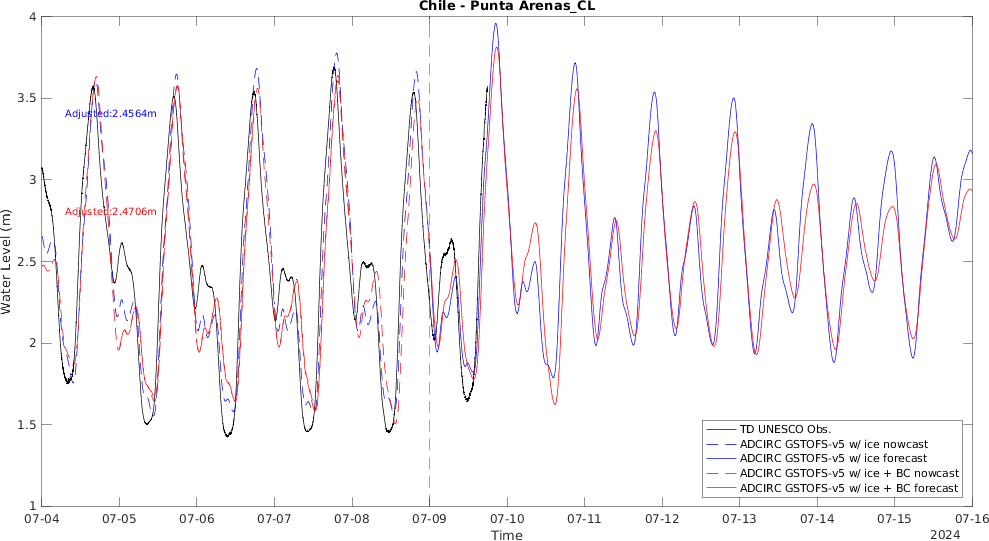 Chile - Punta Arenas_CL
4
3.5
3
2.5
2
1.5
1
Water Level (m)
Adjusted:2.4564m
Adjusted:2.4706m
TD UNESCO Obs.
ADCIRC GSTOFS-v5 w/ ice nowcast
ADCIRC GSTOFS-v5 w/ ice forecast
ADCIRC GSTOFS-v5 w/ ice + BC nowcast
ADCIRC GSTOFS-v5 w/ ice + BC forecast
07-04 07-05 07-06 07-07 07-08 07-09 07-10 07-11 07-12 07-13 07-14 07-15 07-16
Time
2024